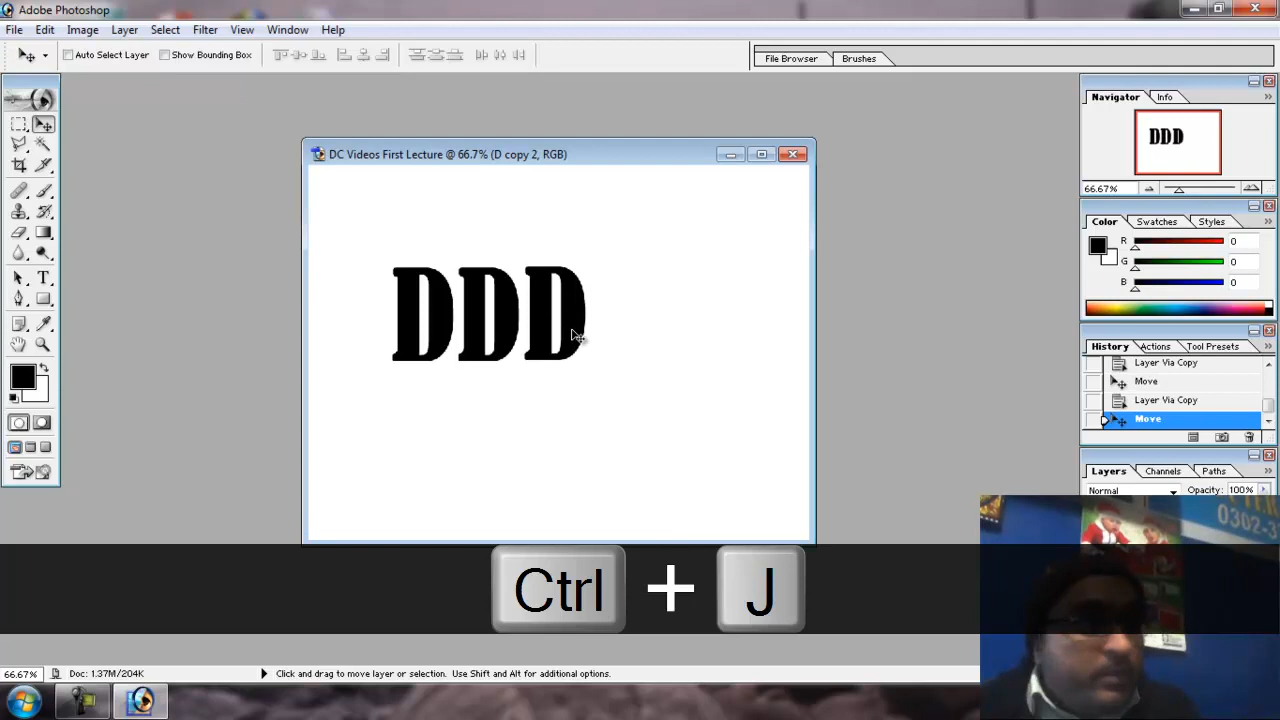 Adobe Photoshop
File Edit Image Layer Select Filter View Window Help
Auto Select Layer Show Bounding Box
File Browser Brushes
Navigator Info
DC Videos First Lecture @ 66.7% (D copy 2, RGB)
DDD
DDD
66.67%
Color Swatches Styles
R 0
G 0
B 0
History Actions Tool Presets
Layer Via Copy
Move
Layer Via Copy
Move
Layers Channels Paths
Normal Opacity: 100%
0302-3
Ctrl + J
66.67% Doc: 1.37M/204K Click and drag to move layer or selection. Use Shift and Alt for additional options.